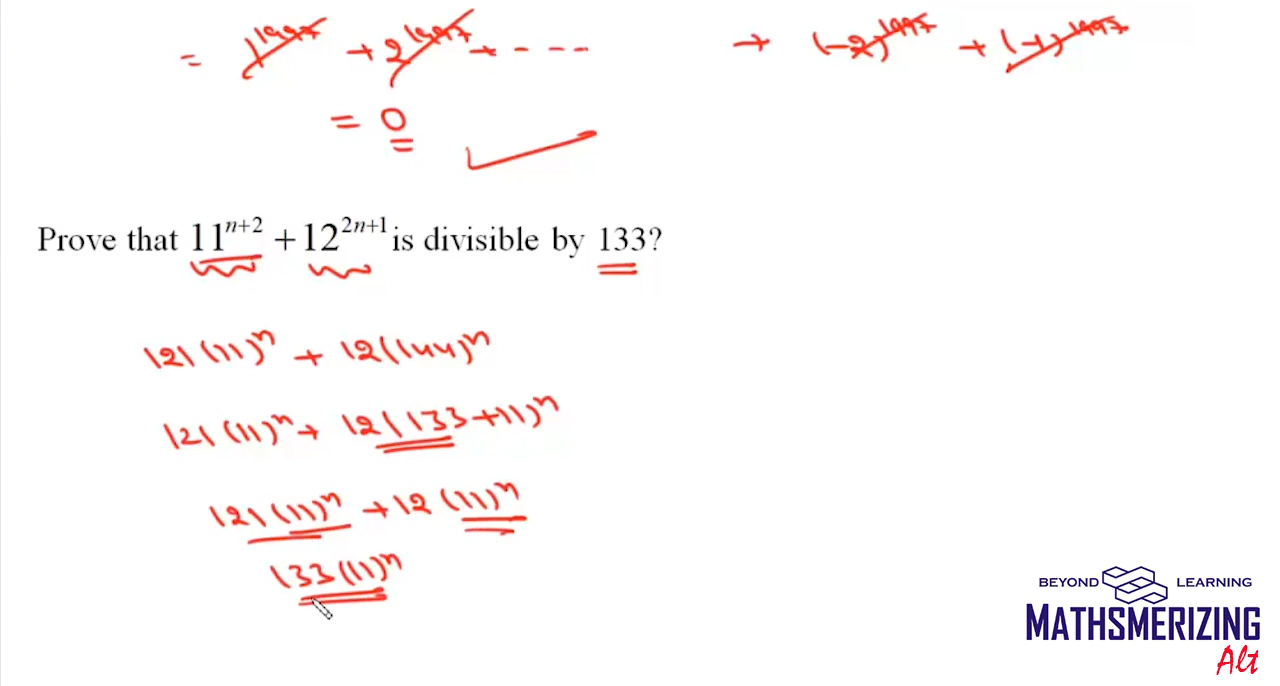 = 1^1997 + 2^1997 + - - - - + (-2)^1997 + (-1)^1997
= 0
Prove that 11^{n+2} + 12^{2n+1} is divisible by 133?
121(11)^n + 12(144)^n
121(11)^n + 12(133+11)^n
121(11)^n + 12(11)^n
133(11)^n
BEYOND LEARNING
MATHSMERIZING
Alt